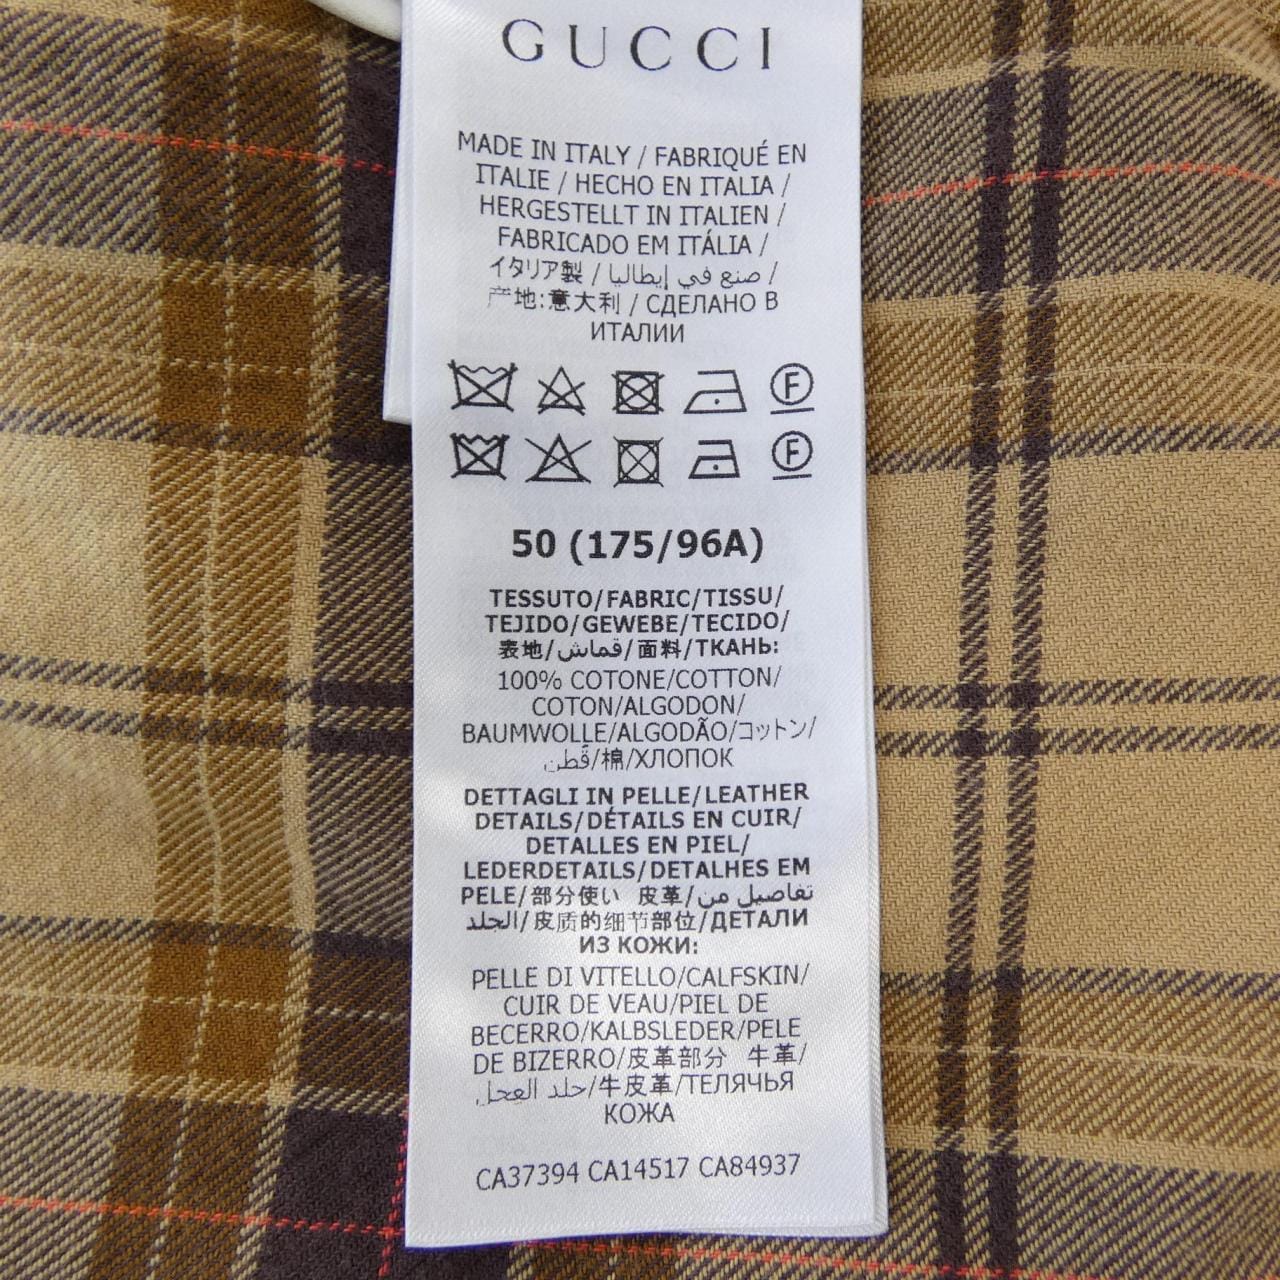 GUCCI
MADE IN ITALY / FABRIQUÉ EN
ITALIE / HECHO EN ITALIA /
HERGESTELLT IN ITALIEN /
FABRICADO EM ITÁLIA /
イタリア製 / صنع في إيطاليا /
产地:意大利 / СДЕЛАНО В
ИТАЛИИ
F
F
50 (175/96A)
TESSUTO/FABRIC/TISSU/
TEJIDO/GEWEBE/TECIDO/
表地/قماش/面料/ТКАНЬ:
100% COTONE/COTTON/
COTON/ALGODON/
BAUMWOLLE/ALGODÃO/コットン/
قُطن/棉/ХЛОПОК
DETTAGLI IN PELLE/LEATHER
DETAILS/DÉTAILS EN CUIR/
DETALLES EN PIEL/
LEDERDETAILS/DETALHES EM
PELE/部分使い 皮革/تفاصيل من
الجلد/皮质的细节部位/ДЕТАЛИ
ИЗ КОЖИ:
PELLE DI VITELLO/CALFSKIN/
CUIR DE VEAU/PIEL DE
BECERRO/KALBSLEDER/PELE
DE BIZERRO/皮革部分 牛革/
جلد العجل/牛皮革/ТЕЛЯЧЬЯ
КОЖА
CA37394 CA14517 CA84937